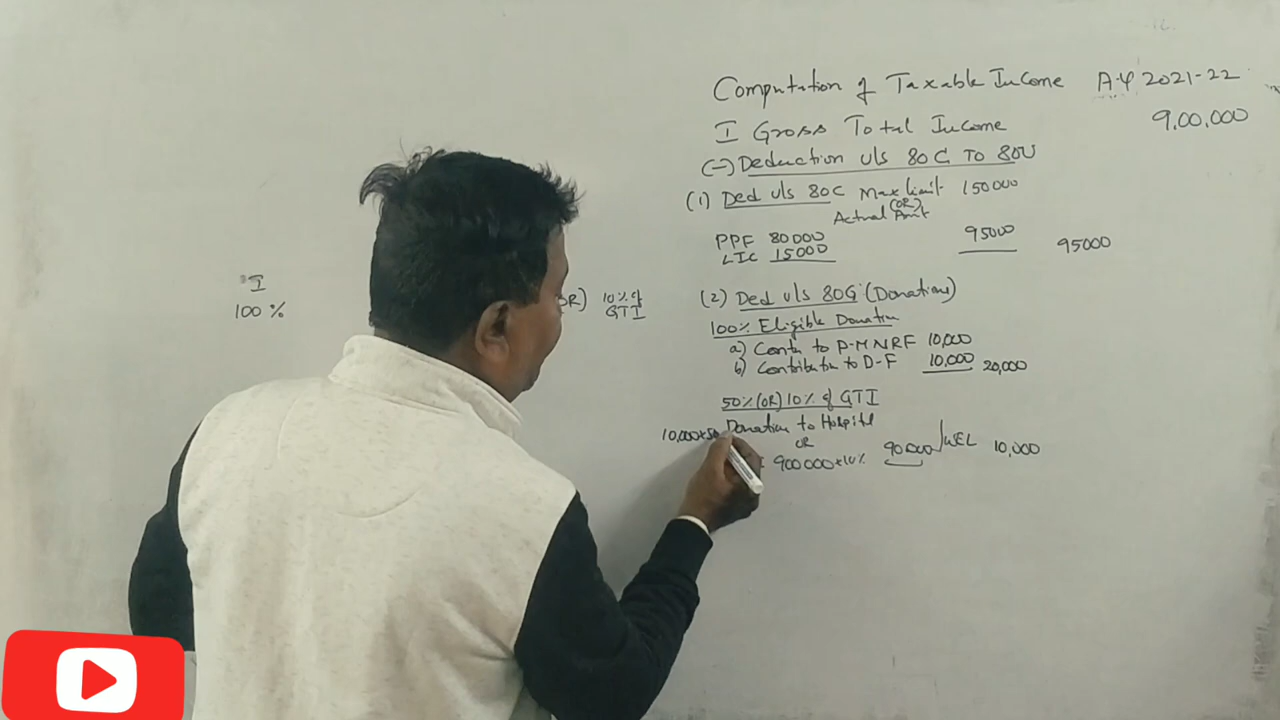 Computation of Taxable Income A.Y 2021-22
I Gross Total Income 9,00,000
(-) Deduction u/s 80C TO 80U
(1) Ded u/s 80C Max limit 150000
(OR)
Actual Amt
PPF 80000 95000 95000
LIC 15000
I
100 %
OR) 10% of
GTI
(2) Ded u/s 80G (Donations)
100% Eligible Donation
a) Contn to P-M N R F 10,000
b) Contribution to D-F 10,000 20,000
50% (OR) 10% of GTI
Donation to Hospital
10,000x50
OR
900000x10% 90000 WEL 10,000